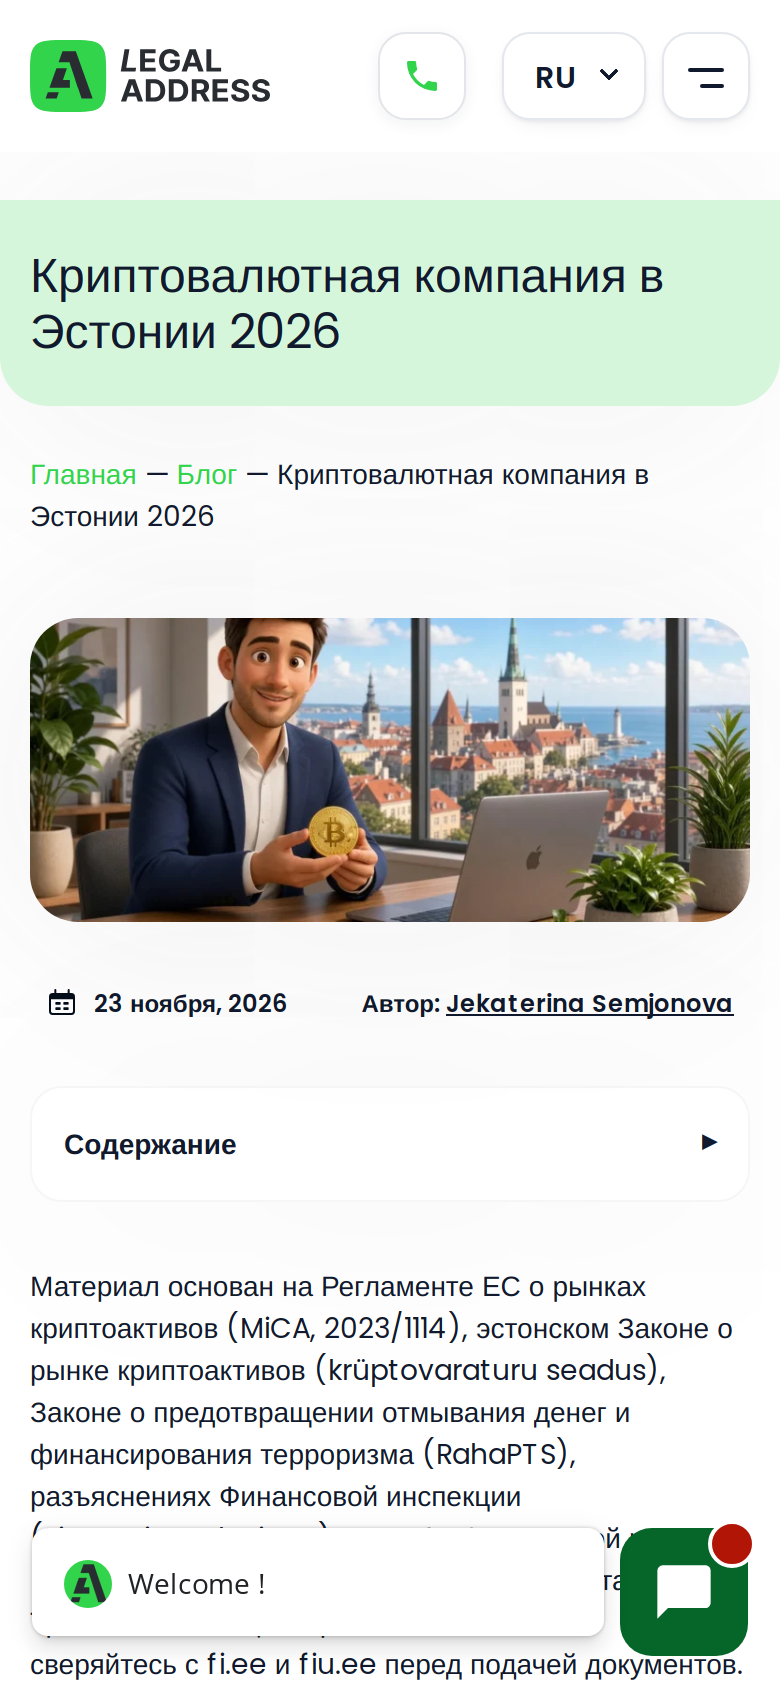 LEGAL
ADDRESS
RU
Криптовалютная компания в
Эстонии 2026
Главная — Блог — Криптовалютная компания в
Эстонии 2026
23 ноября, 2026
Автор: Jekaterina Semjonova
Содержание
Материал основан на Регламенте ЕС о рынках
криптоактивов (MiCA, 2023/1114), эстонском Законе о
рынке криптоактивов (krüptovaraturu seadus),
Законе о предотвращении отмывания денег и
финансирования терроризма (RahaPTS),
разъяснениях Финансовой инспекции
Welcome !
сверяйтесь с fi.ee и fiu.ee перед подачей документов.